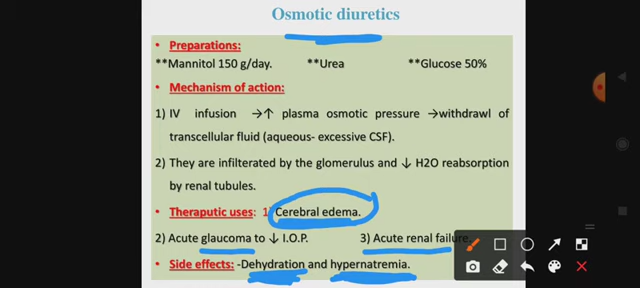 Osmotic diuretics
• Preparations:
**Mannitol 150 g/day. **Urea **Glucose 50%
• Mechanism of action:
1) IV infusion →↑ plasma osmotic pressure →withdrawl of
transcellular fluid (aqueous- excessive CSF).
2) They are infilterated by the glomerulus and ↓ H2O reabsorption
by renal tubules.
• Theraputic uses: 1) Cerebral edema.
2) Acute glaucoma to ↓ I.O.P. 3) Acute renal failure.
• Side effects: -Dehydration and hypernatremia.